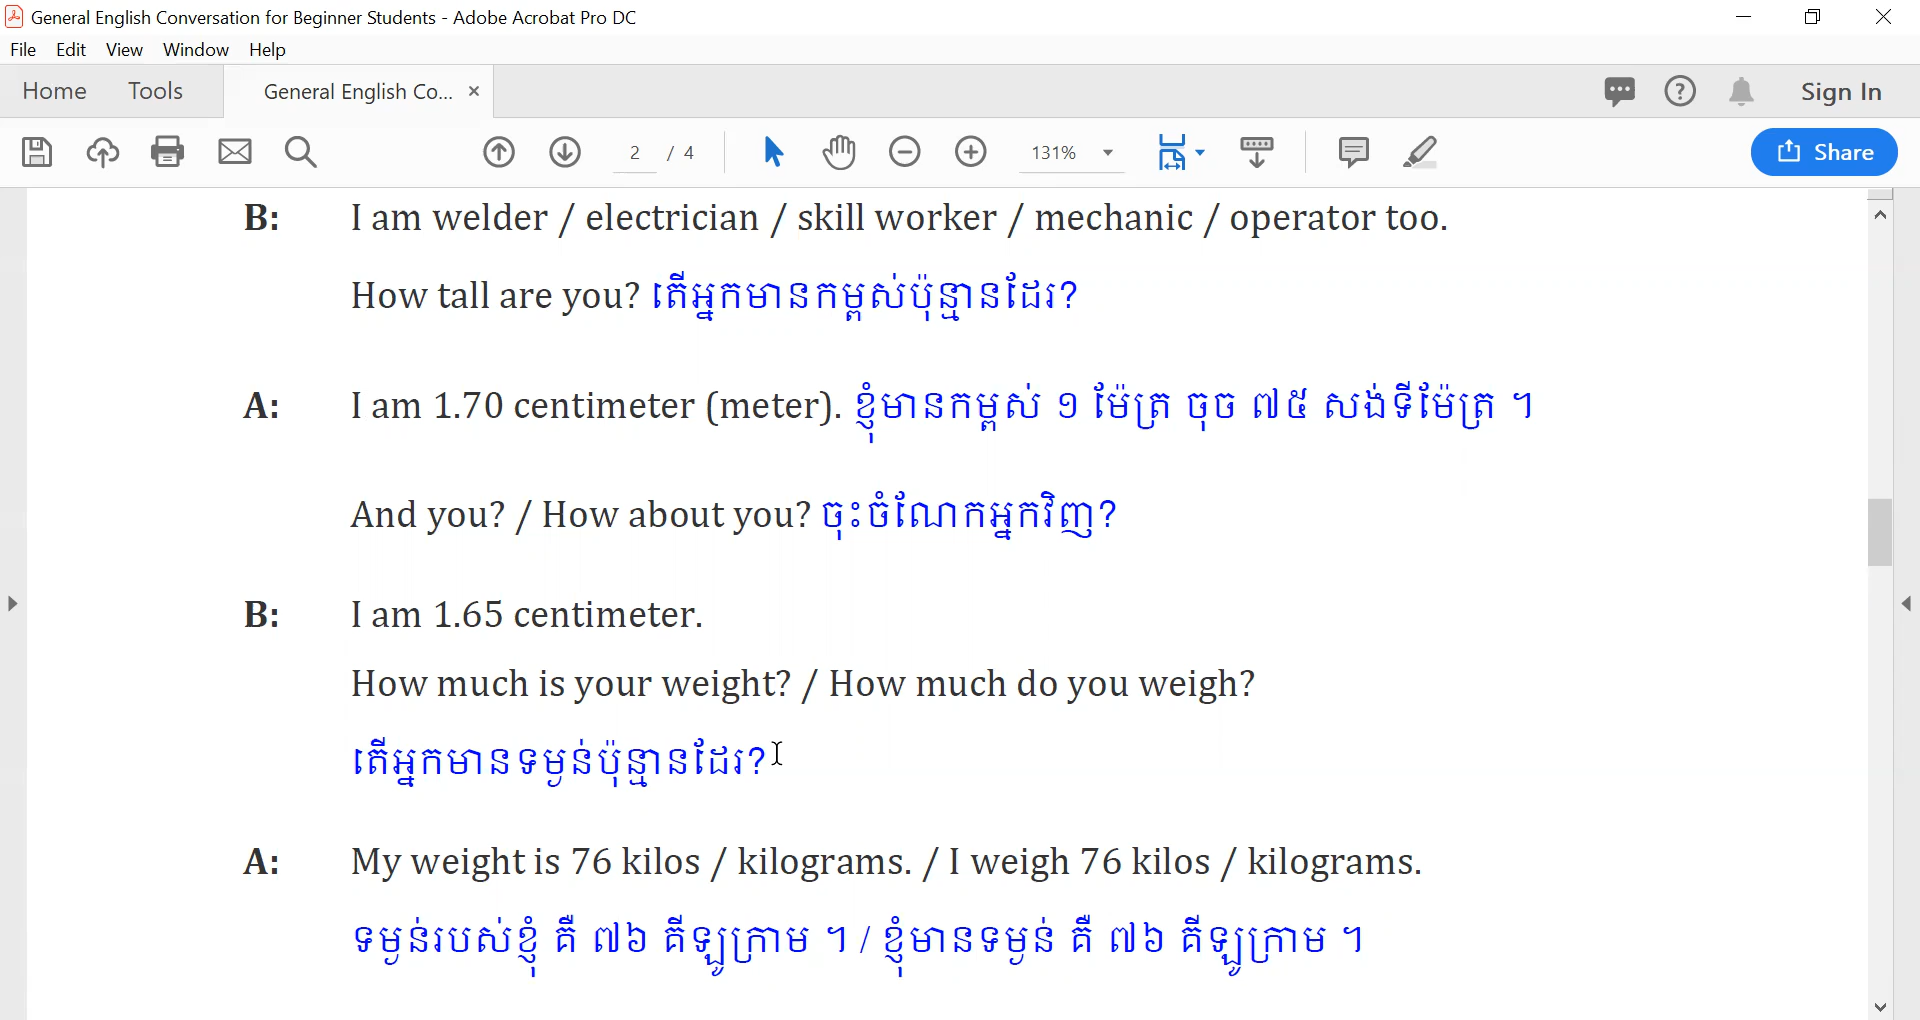 General English Conversation for Beginner Students - Adobe Acrobat Pro DC
File Edit View Window Help
Home Tools General English Co... × Sign In
2 / 4 131% Share
B: I am welder / electrician / skill worker / mechanic / operator too.
How tall are you? តើអ្នកមានកម្ពស់ប៉ុន្មានដែរ?
A: I am 1.70 centimeter (meter). ខ្ញុំមានកម្ពស់ ១ ម៉ែត្រ ចុច ៧៥ សង់ទីម៉ែត្រ ។
And you? / How about you? ចុះចំណែកអ្នកវិញ?
B: I am 1.65 centimeter.
How much is your weight? / How much do you weigh?
តើអ្នកមានទម្ងន់ប៉ុន្មានដែរ?
A: My weight is 76 kilos / kilograms. / I weigh 76 kilos / kilograms.
ទម្ងន់របស់ខ្ញុំ គឺ ៧៦ គីឡូក្រាម ។ / ខ្ញុំមានទម្ងន់ គឺ ៧៦ គីឡូក្រាម ។